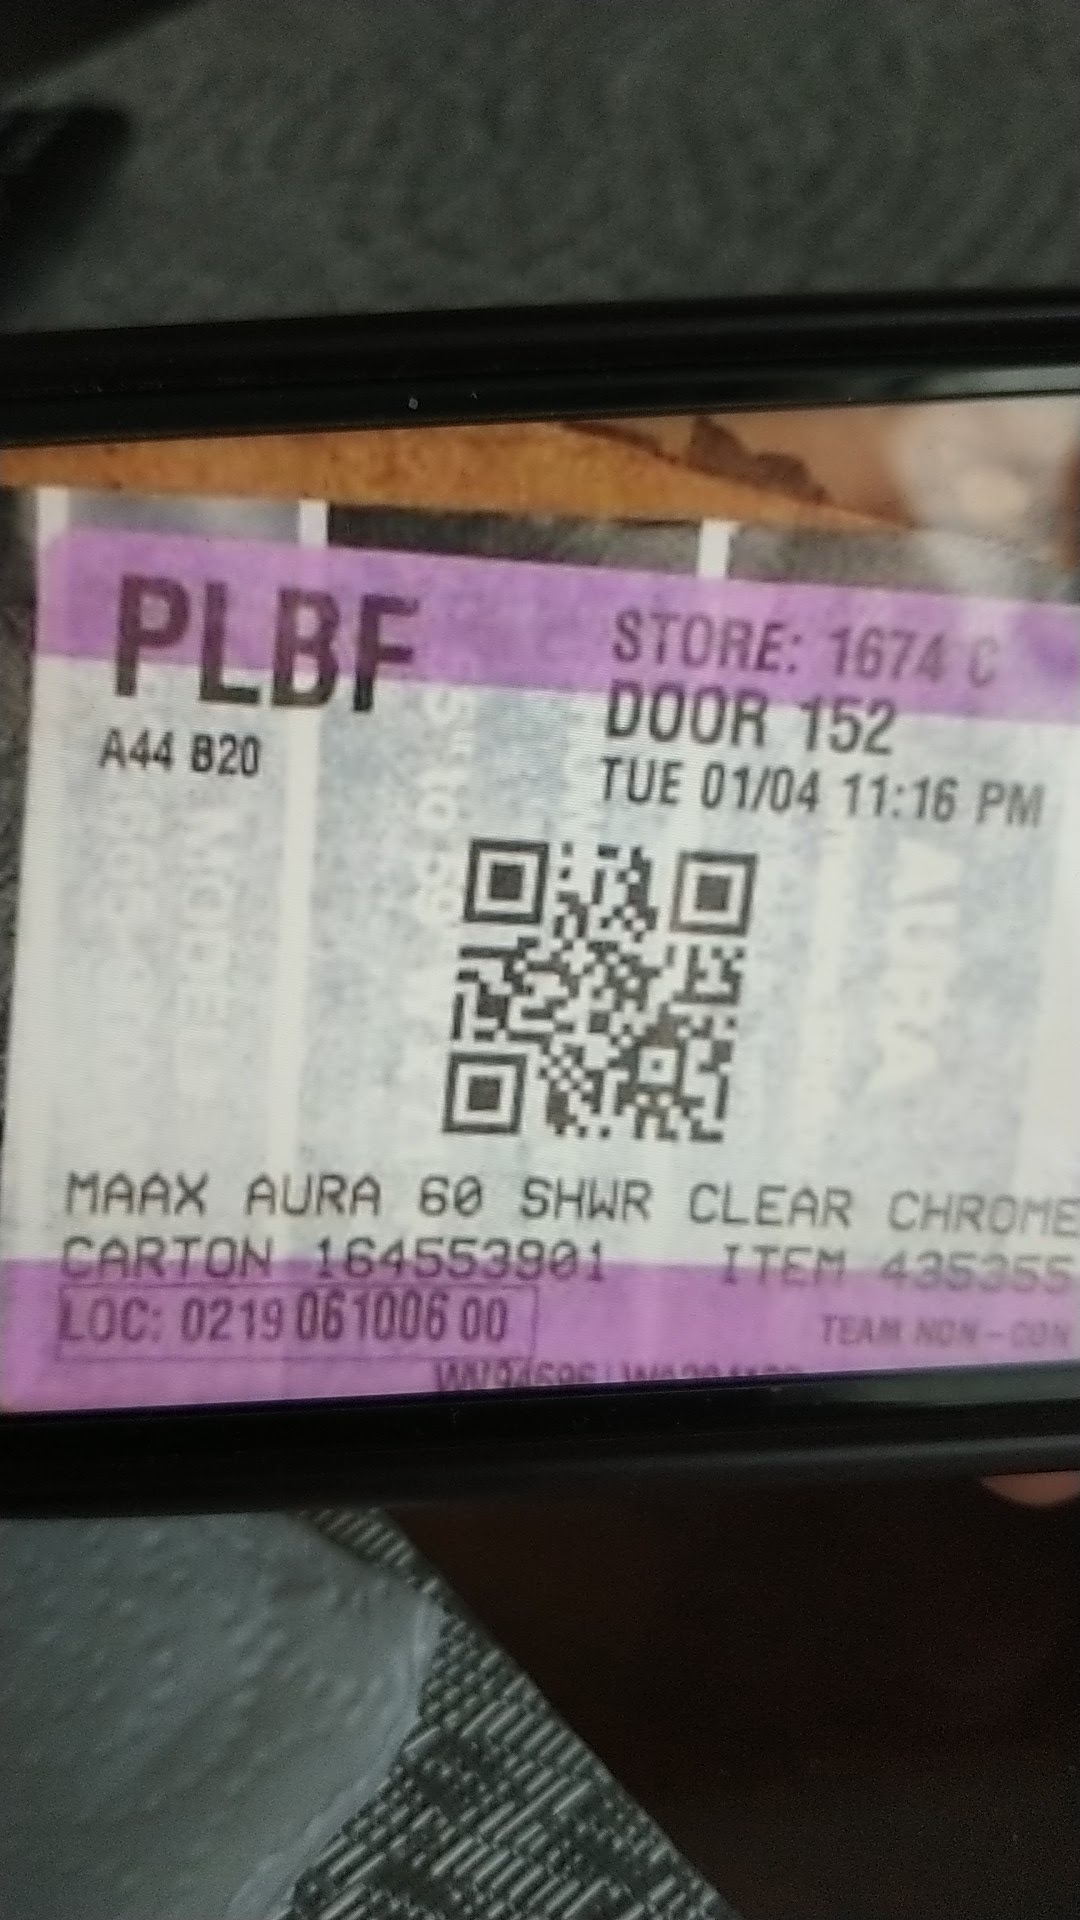 PLBF
STORE: 1674 C
DOOR 152
A44 B20
TUE 01/04 11:16 PM
AURA
MAAX AURA 60 SHWR CLEAR CHROME
CARTON 164553901 ITEM 435355
LOC: 0219 061006 00
TEAM NON-CON